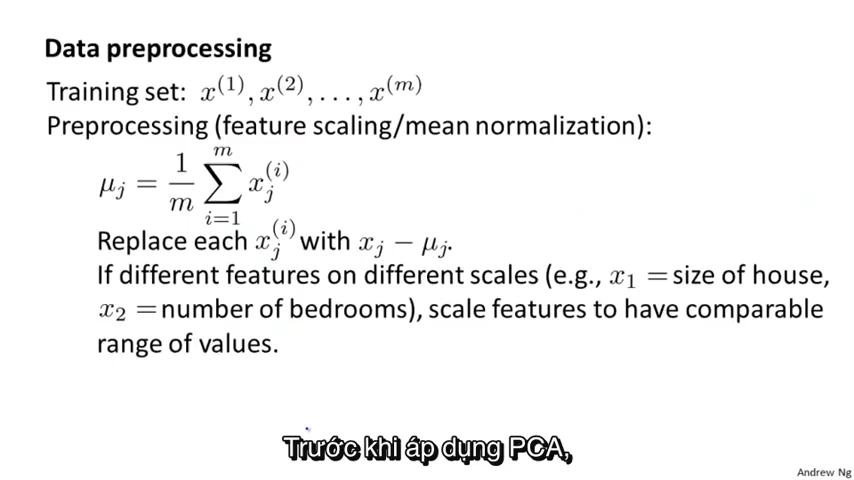 Data preprocessing
Training set: x^{(1)}, x^{(2)}, ..., x^{(m)}
Preprocessing (feature scaling/mean normalization):
μ_j = \frac{1}{m} \sum_{i=1}^{m} x_j^{(i)}
Replace each x_j^{(i)} with x_j − μ_j.
If different features on different scales (e.g., x_1 = size of house,
x_2 = number of bedrooms), scale features to have comparable
range of values.
Trước khi áp dụng PCA,
Andrew Ng